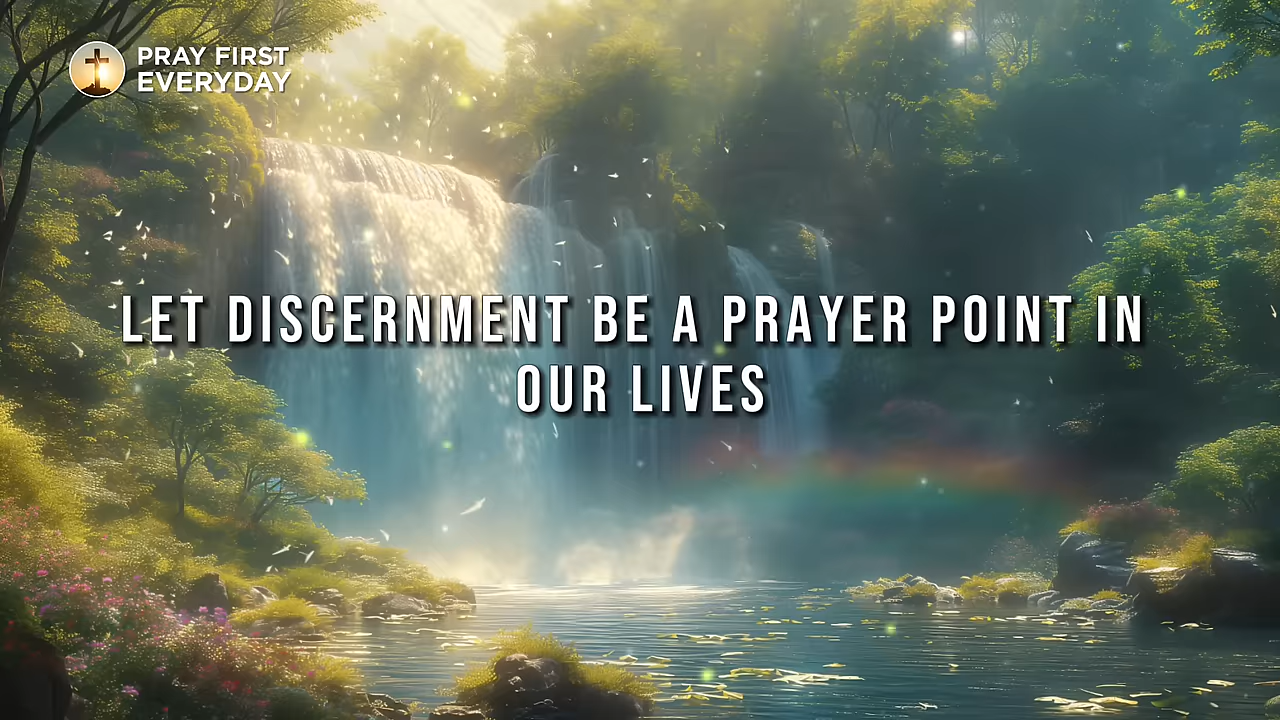 PRAY FIRST
EVERYDAY
LET DISCERNMENT BE A PRAYER POINT IN
OUR LIVES